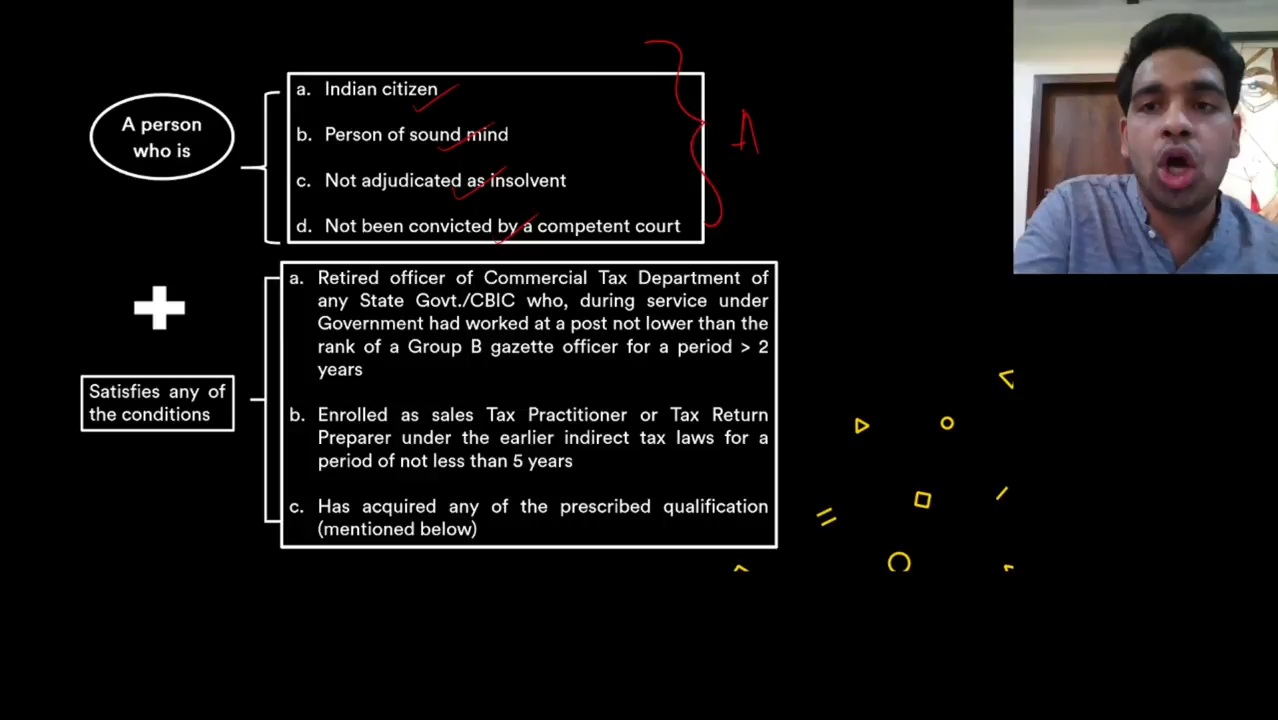 A person
who is
a. Indian citizen
b. Person of sound mind
c. Not adjudicated as insolvent
d. Not been convicted by a competent court
A
Satisfies any of
the conditions
a. Retired officer of Commercial Tax Department of
any State Govt./CBIC who, during service under
Government had worked at a post not lower than the
rank of a Group B gazette officer for a period > 2
years
b. Enrolled as sales Tax Practitioner or Tax Return
Preparer under the earlier indirect tax laws for a
period of not less than 5 years
c. Has acquired any of the prescribed qualification
(mentioned below)